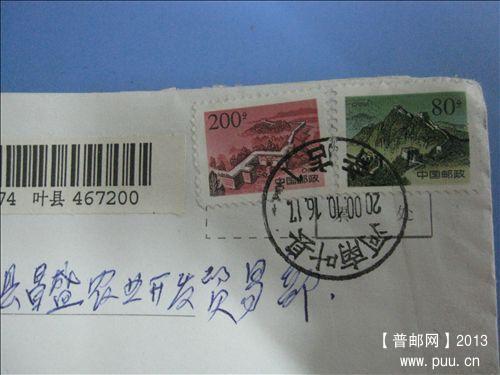 200分
中国邮政
80分
中国邮政
74 叶县 467200
2000.10.16.17
河南叶县
县昌盛农业开发贸易部.
【普邮网】2013
www.puu.cn